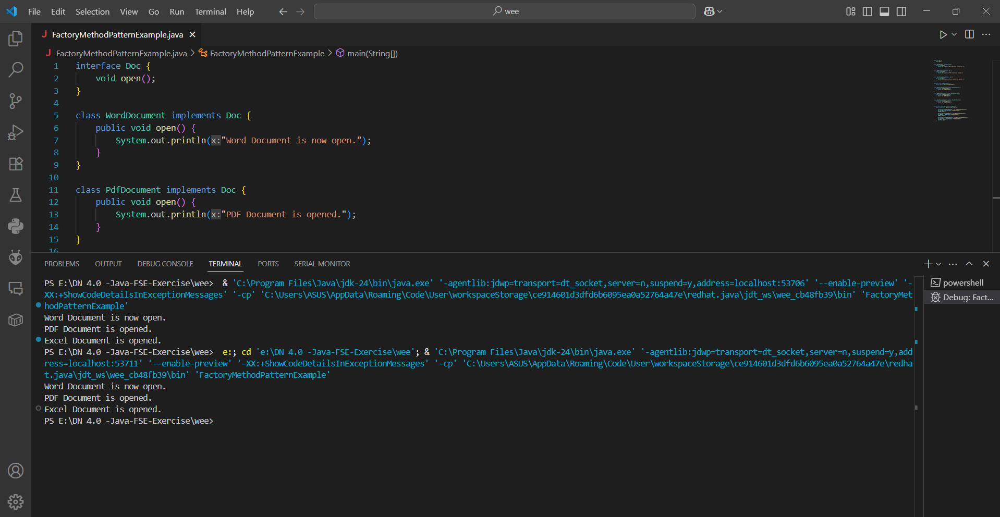 File Edit Selection View Go Run Terminal Help
wee
J FactoryMethodPatternExample.java
J FactoryMethodPatternExample.java > FactoryMethodPatternExample > main(String[])
1 interface Doc {
2 void open();
3 }
4
5 class WordDocument implements Doc {
6 public void open() {
7 System.out.println(x:"Word Document is now open.");
8 }
9 }
10
11 class PdfDocument implements Doc {
12 public void open() {
13 System.out.println(x:"PDF Document is opened.");
14 }
15 }
16
PROBLEMS OUTPUT DEBUG CONSOLE TERMINAL PORTS SERIAL MONITOR
powershell
Debug: Fact...
PS E:\DN 4.0 -Java-FSE-Exercise\wee> & 'C:\Program Files\Java\jdk-24\bin\java.exe' '-agentlib:jdwp=transport=dt_socket,server=n,suspend=y,address=localhost:53706' '--enable-preview' '-
XX:+ShowCodeDetailsInExceptionMessages' '-cp' 'C:\Users\ASUS\AppData\Roaming\Code\User\workspaceStorage\ce914601d3dfd6b6095ea0a52764a47e\redhat.java\jdt_ws\wee_cb48fb39\bin' 'FactoryMet
hodPatternExample'
Word Document is now open.
PDF Document is opened.
Excel Document is opened.
PS E:\DN 4.0 -Java-FSE-Exercise\wee> e:; cd 'e:\DN 4.0 -Java-FSE-Exercise\wee'; & 'C:\Program Files\Java\jdk-24\bin\java.exe' '-agentlib:jdwp=transport=dt_socket,server=n,suspend=y,add
ress=localhost:53711' '--enable-preview' '-XX:+ShowCodeDetailsInExceptionMessages' '-cp' 'C:\Users\ASUS\AppData\Roaming\Code\User\workspaceStorage\ce914601d3dfd6b6095ea0a52764a47e\redha
t.java\jdt_ws\wee_cb48fb39\bin' 'FactoryMethodPatternExample'
Word Document is now open.
PDF Document is opened.
Excel Document is opened.
PS E:\DN 4.0 -Java-FSE-Exercise\wee>